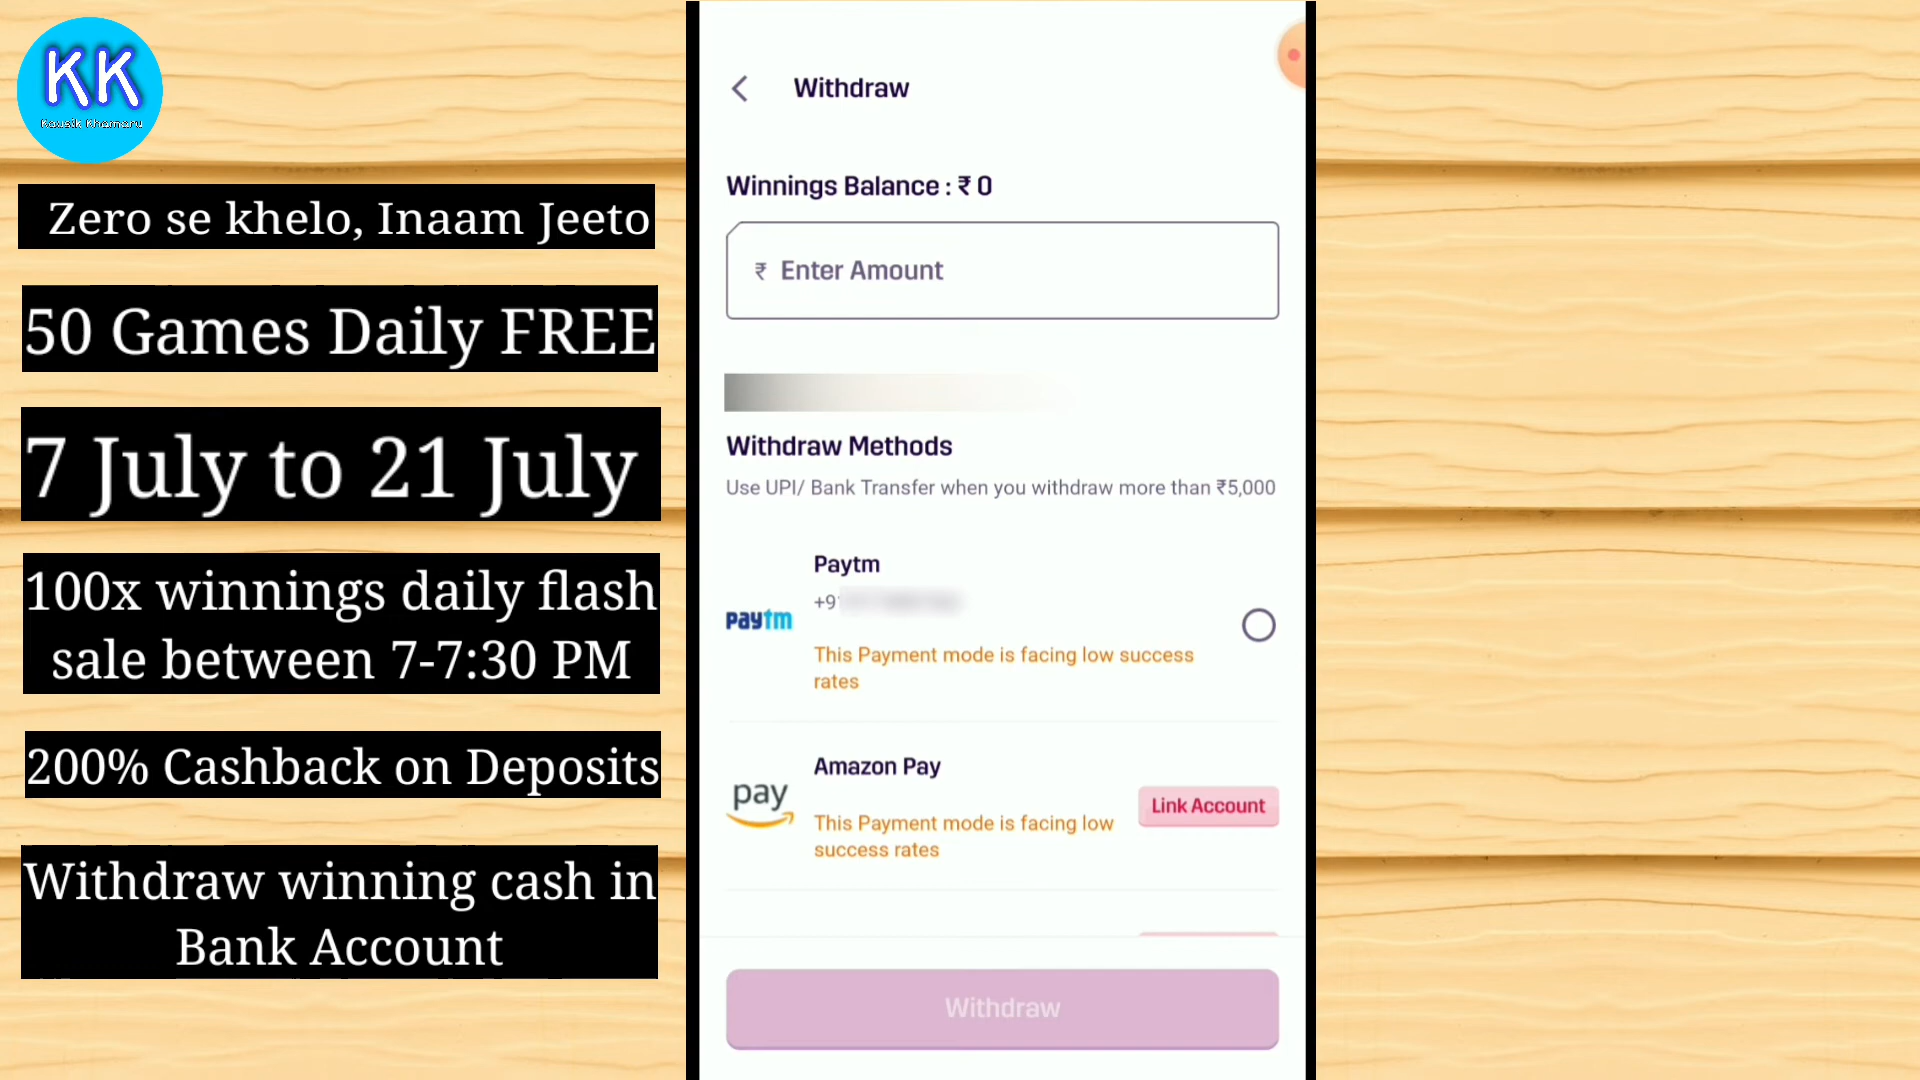 KK
Kausik Khamaru
Zero se khelo, Inaam Jeeto
50 Games Daily FREE
7 July to 21 July
100x winnings daily flash
sale between 7-7:30 PM
200% Cashback on Deposits
Withdraw winning cash in
Bank Account
Withdraw
Winnings Balance : ₹ 0
₹ Enter Amount
Withdraw Methods
Use UPI/ Bank Transfer when you withdraw more than ₹5,000
Paytm
+91
paytm
This Payment mode is facing low success
rates
Amazon Pay
pay
Link Account
This Payment mode is facing low
success rates
Withdraw